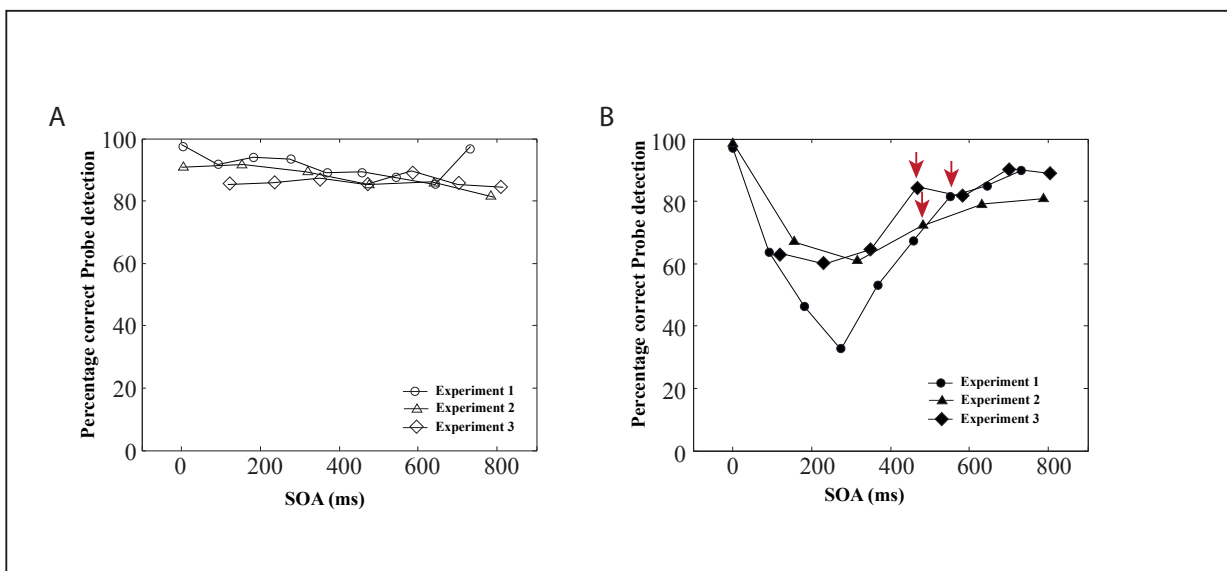 A
Percentage correct Probe detection
100
80
60
40
20
0
Experiment 1
Experiment 2
Experiment 3
0 200 400 600 800
SOA (ms)
B
Percentage correct Probe detection
100
80
60
40
20
0
Experiment 1
Experiment 2
Experiment 3
0 200 400 600 800
SOA (ms)